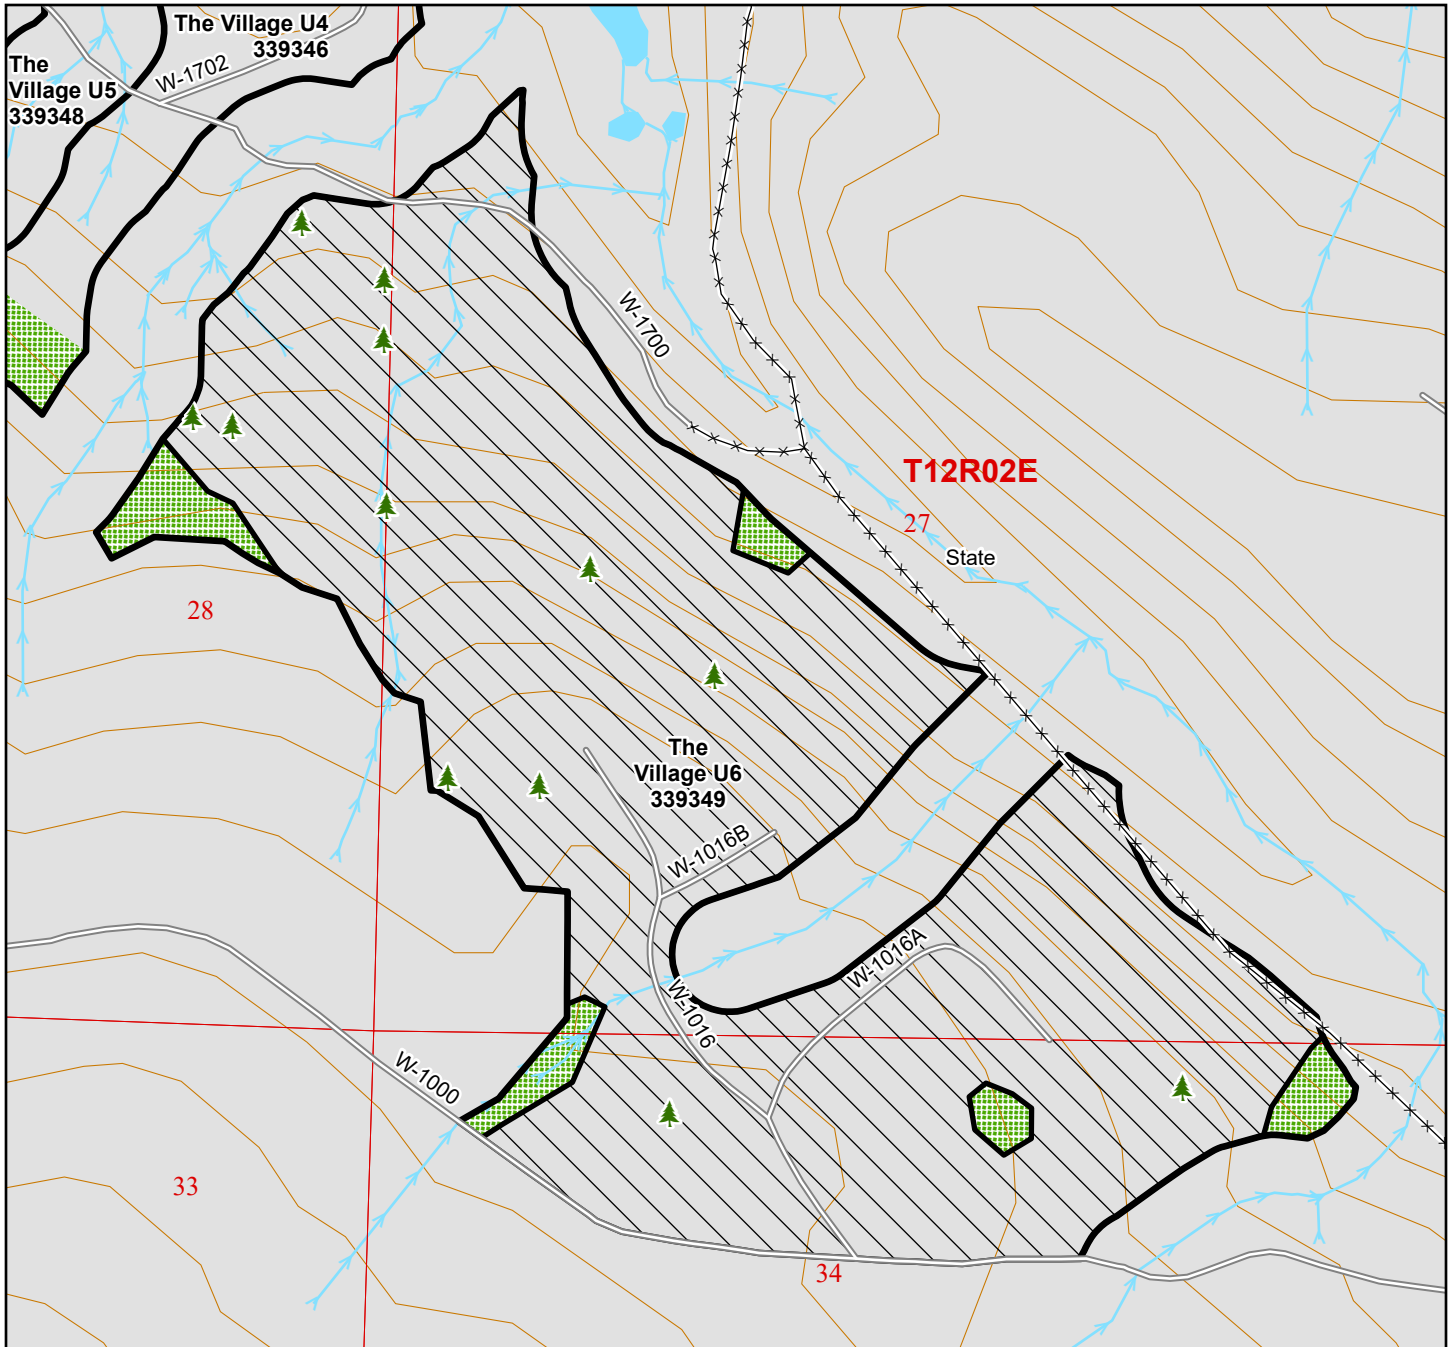 The Village U4
339346
The
Village U5
339348
W-1702
W-1700
T12R02E
27
State
28
The
Village U6
339349
W-1016B
W-1016A
W-1016
W-1000
33
34